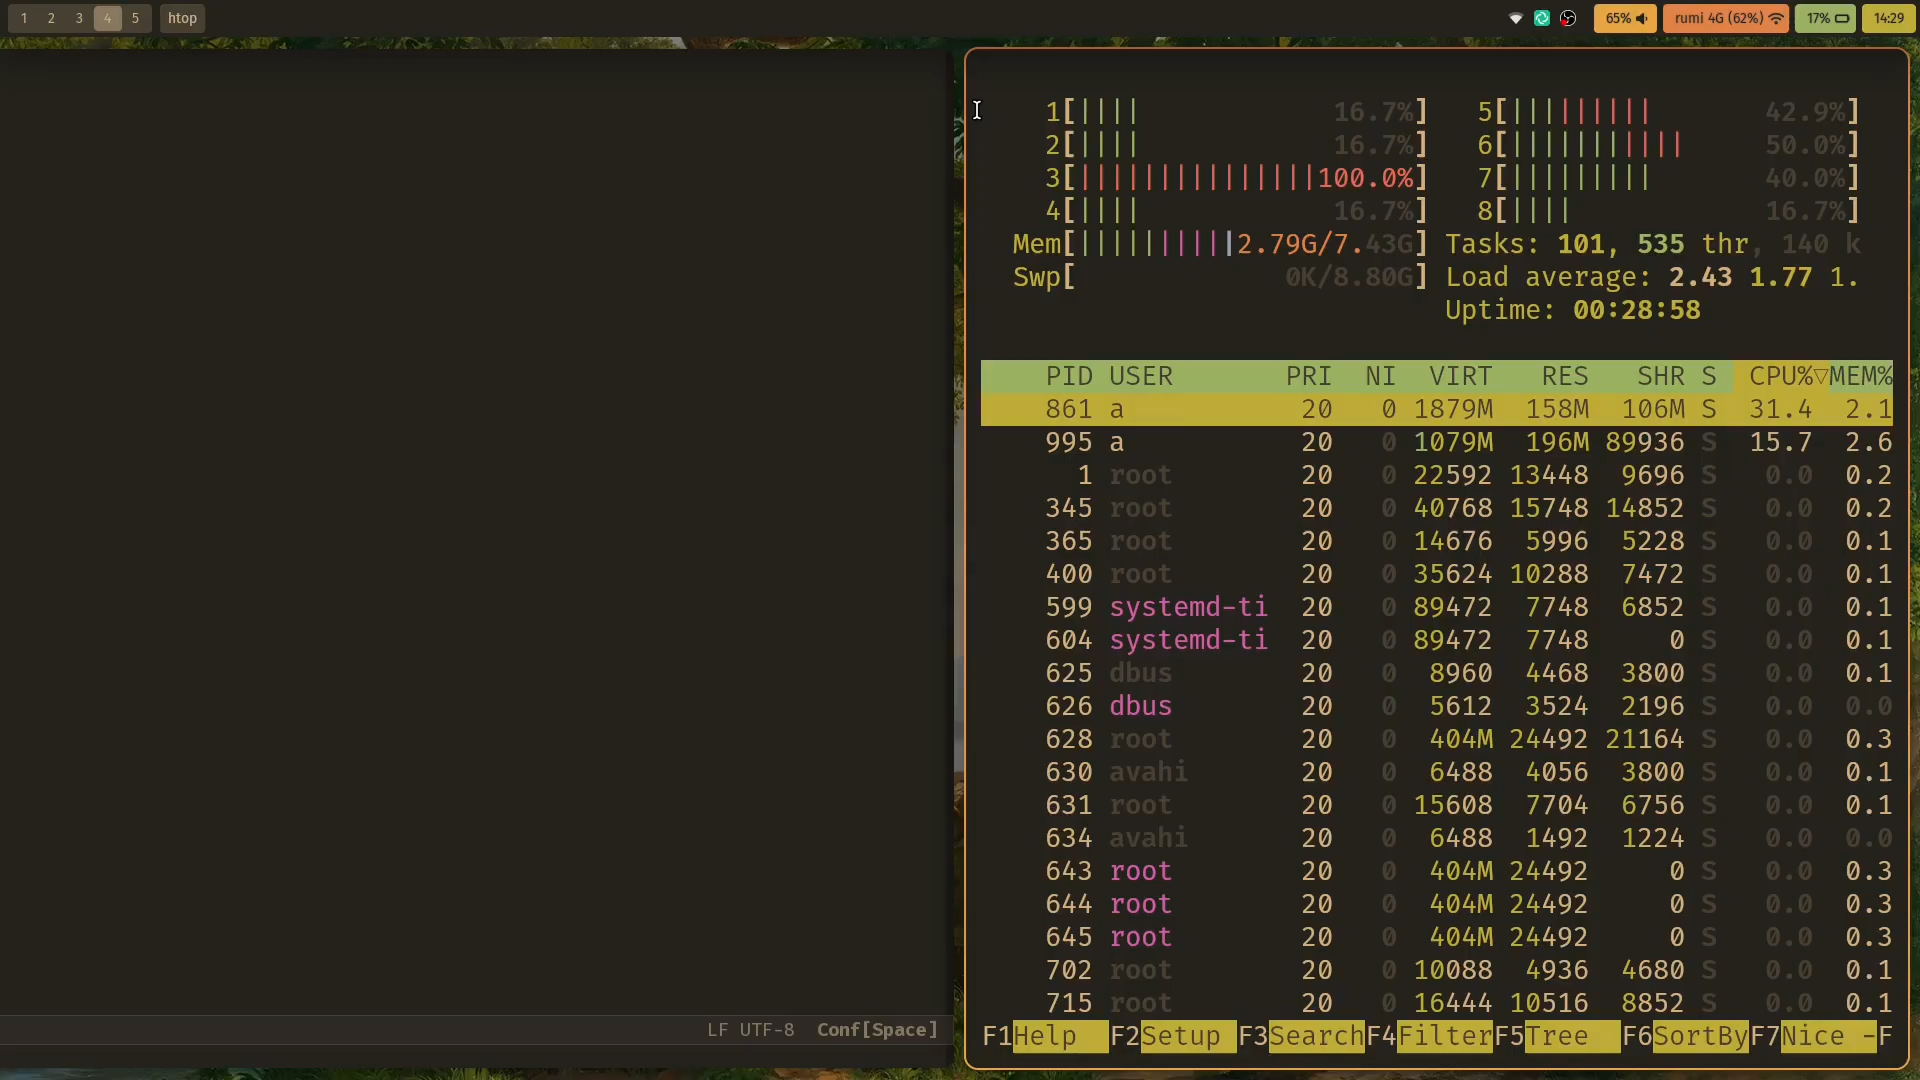 1 2 3 4 5 htop 65% rumi 4G (62%) 17% 14:29
1[|||| 16.7%] 5[||||||||| 42.9%]
2[|||| 16.7%] 6[||||||||||| 50.0%]
3[|||||||||||||||100.0%] 7[||||||||| 40.0%]
4[|||| 16.7%] 8[|||| 16.7%]
Mem[||||||||||2.79G/7.43G] Tasks: 101, 535 thr, 140 k
Swp[ 0K/8.80G] Load average: 2.43 1.77 1.
Uptime: 00:28:58
PID USER PRI NI VIRT RES SHR S CPU%▽MEM%
861 a 20 0 1879M 158M 106M S 31.4 2.1
995 a 20 0 1079M 196M 89936 S 15.7 2.6
1 root 20 0 22592 13448 9696 S 0.0 0.2
345 root 20 0 40768 15748 14852 S 0.0 0.2
365 root 20 0 14676 5996 5228 S 0.0 0.1
400 root 20 0 35624 10288 7472 S 0.0 0.1
599 systemd-ti 20 0 89472 7748 6852 S 0.0 0.1
604 systemd-ti 20 0 89472 7748 0 S 0.0 0.1
625 dbus 20 0 8960 4468 3800 S 0.0 0.1
626 dbus 20 0 5612 3524 2196 S 0.0 0.0
628 root 20 0 404M 24492 21164 S 0.0 0.3
630 avahi 20 0 6488 4056 3800 S 0.0 0.1
631 root 20 0 15608 7704 6756 S 0.0 0.1
634 avahi 20 0 6488 1492 1224 S 0.0 0.0
643 root 20 0 404M 24492 0 S 0.0 0.3
644 root 20 0 404M 24492 0 S 0.0 0.3
645 root 20 0 404M 24492 0 S 0.0 0.3
702 root 20 0 10088 4936 4680 S 0.0 0.1
715 root 20 0 16444 10516 8852 S 0.0 0.1
LF UTF-8 Conf[Space]
F1Help F2Setup F3SearchF4FilterF5Tree F6SortByF7Nice -F